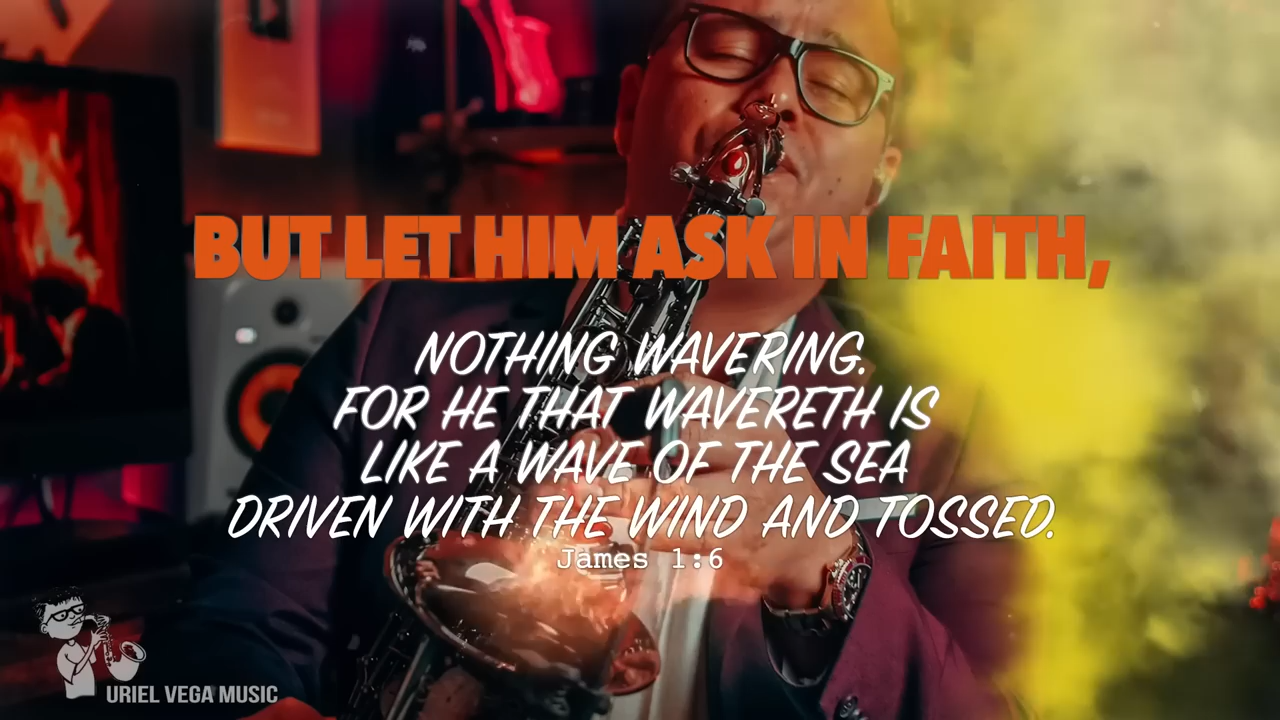 BUT LET HIM ASK IN FAITH,
NOTHING WAVERING.
FOR HE THAT WAVERETH IS
LIKE A WAVE OF THE SEA
DRIVEN WITH THE WIND AND TOSSED.
James 1:6
URIEL VEGA MUSIC